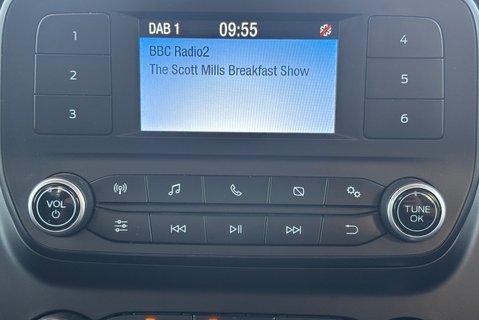 DAB 1 09:55
BBC Radio2
The Scott Mills Breakfast Show
1
2
3
4
5
6
VOL
TUNE
OK